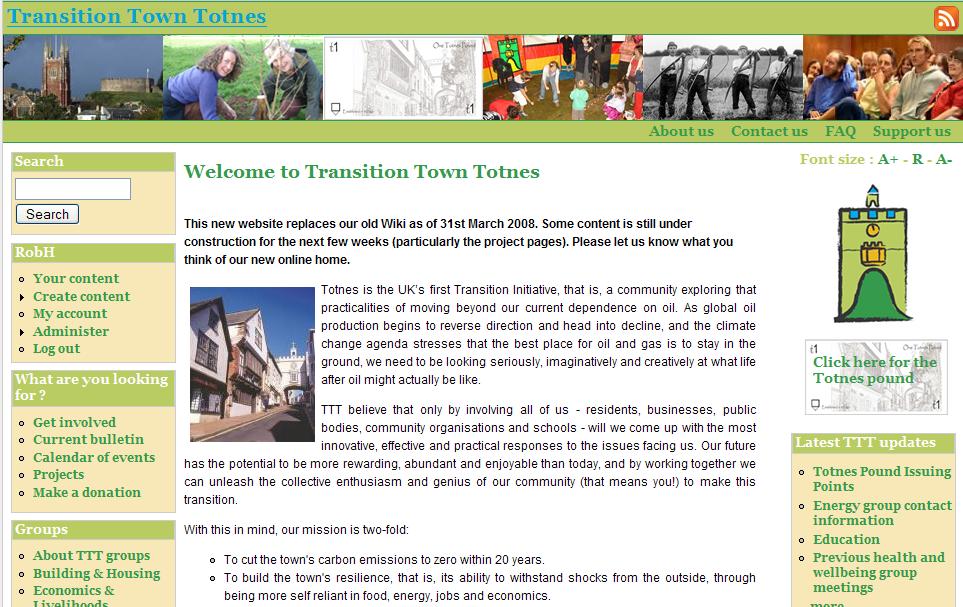 Transition Town Totnes
t1
One Totnes Pound
t1
About us Contact us FAQ Support us
Search
Search
RobH
Your content
Create content
My account
Administer
Log out
What are you looking
for ?
Get involved
Current bulletin
Calendar of events
Projects
Make a donation
Groups
About TTT groups
Building & Housing
Economics &
Livelihoods
Welcome to Transition Town Totnes
This new website replaces our old Wiki as of 31st March 2008. Some content is still under
construction for the next few weeks (particularly the project pages). Please let us know what you
think of our new online home.
Totnes is the UK's first Transition Initiative, that is, a community exploring that
practicalities of moving beyond our current dependence on oil. As global oil
production begins to reverse direction and head into decline, and the climate
change agenda stresses that the best place for oil and gas is to stay in the
ground, we need to be looking seriously, imaginatively and creatively at what life
after oil might actually be like.
TTT believe that only by involving all of us - residents, businesses, public
bodies, community organisations and schools - will we come up with the most
innovative, effective and practical responses to the issues facing us. Our future
has the potential to be more rewarding, abundant and enjoyable than today, and by working together we
can unleash the collective enthusiasm and genius of our community (that means you!) to make this
transition.
With this in mind, our mission is two-fold:
To cut the town's carbon emissions to zero within 20 years.
To build the town's resilience, that is, its ability to withstand shocks from the outside, through
being more self reliant in food, energy, jobs and economics.
Font size : A+ - R - A-
t1
One Totnes Pound
Click here for the
Totnes pound
t1
Latest TTT updates
Totnes Pound Issuing
Points
Energy group contact
information
Education
Previous health and
wellbeing group
meetings
more